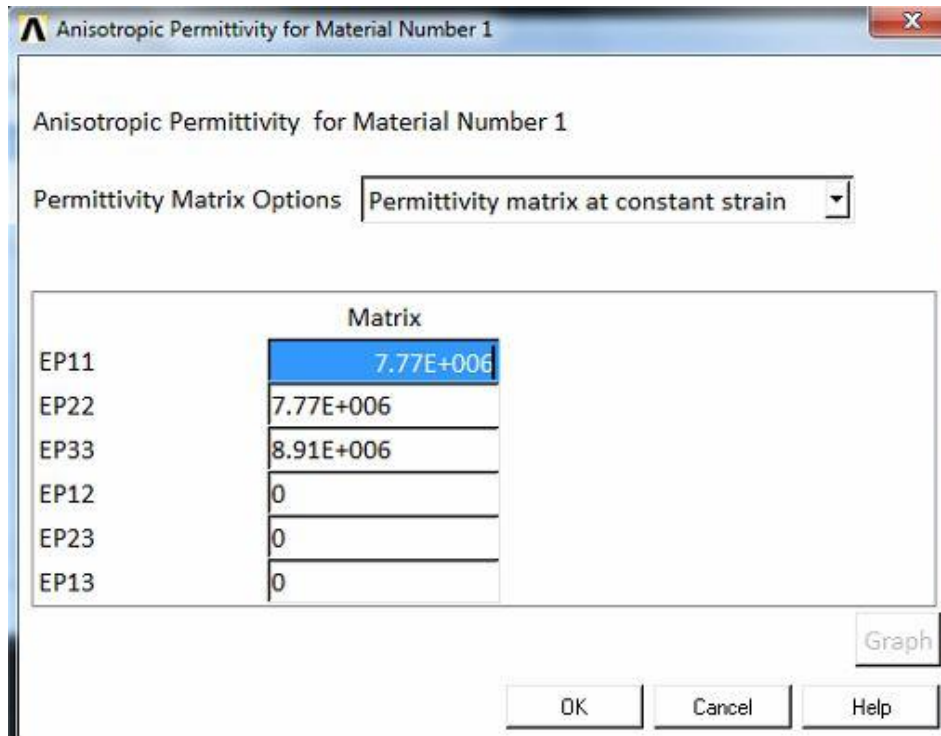 Anisotropic Permittivity for Material Number 1
x
Anisotropic Permittivity for Material Number 1
Permittivity Matrix Options Permittivity matrix at constant strain
Matrix
EP11 7.77E+006
EP22 7.77E+006
EP33 8.91E+006
EP12 0
EP23 0
EP13 0
Graph
OK Cancel Help